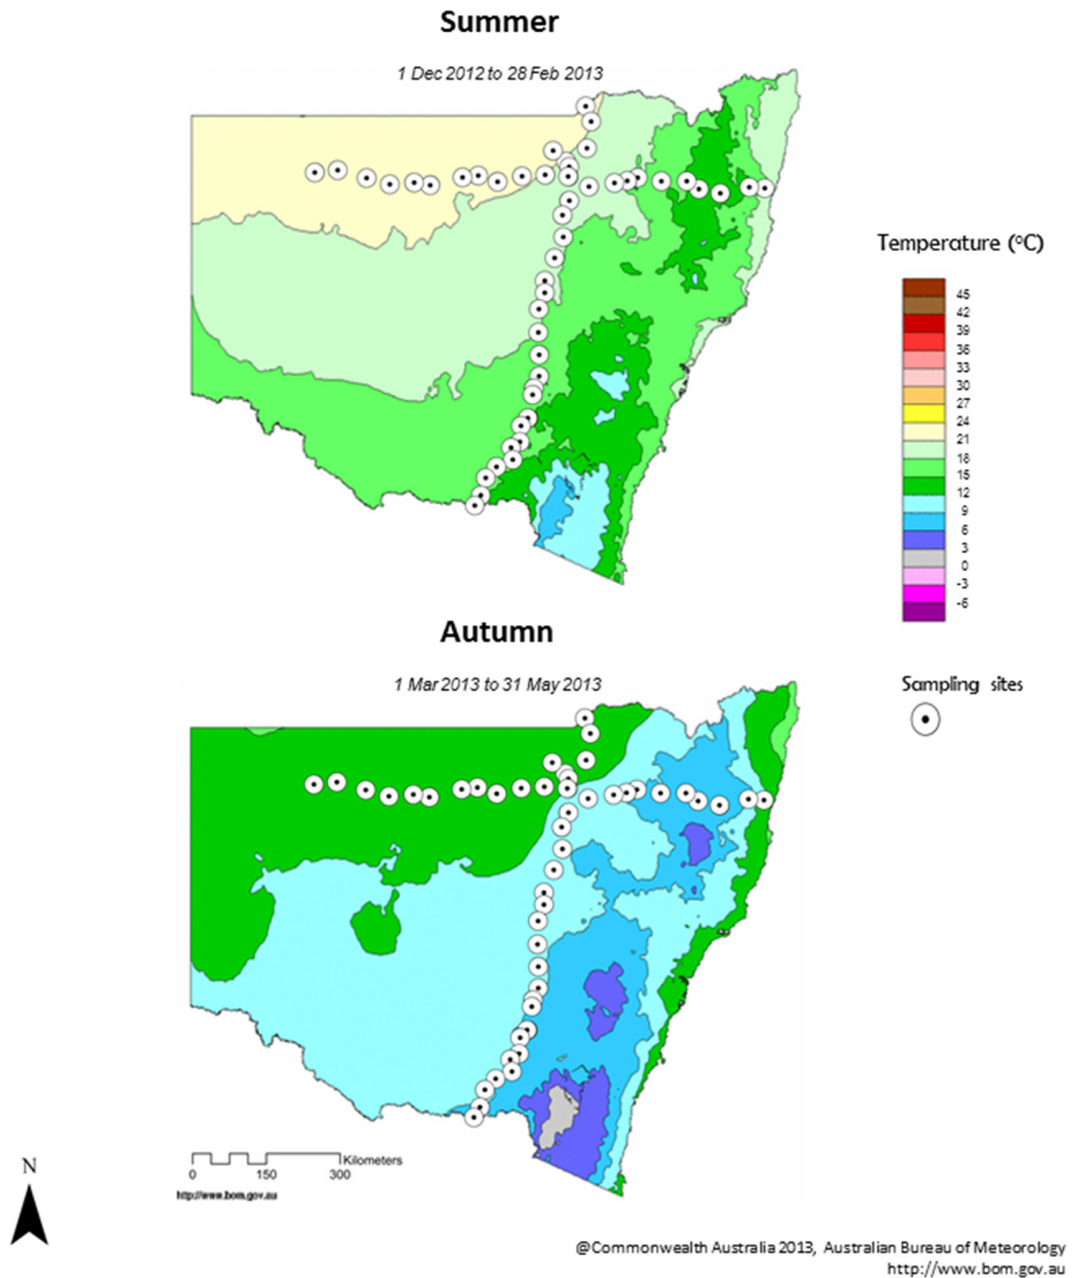 Summer
1 Dec 2012 to 28 Feb 2013
Temperature (°C)
45
42
39
36
33
30
27
24
21
18
15
12
9
6
3
0
-3
-6
Autumn
1 Mar 2013 to 31 May 2013
Sampling sites
Kilometers
0 150 300
http://www.bom.gov.au
N
@Commonwealth Australia 2013, Australian Bureau of Meteorology
http://www.bom.gov.au